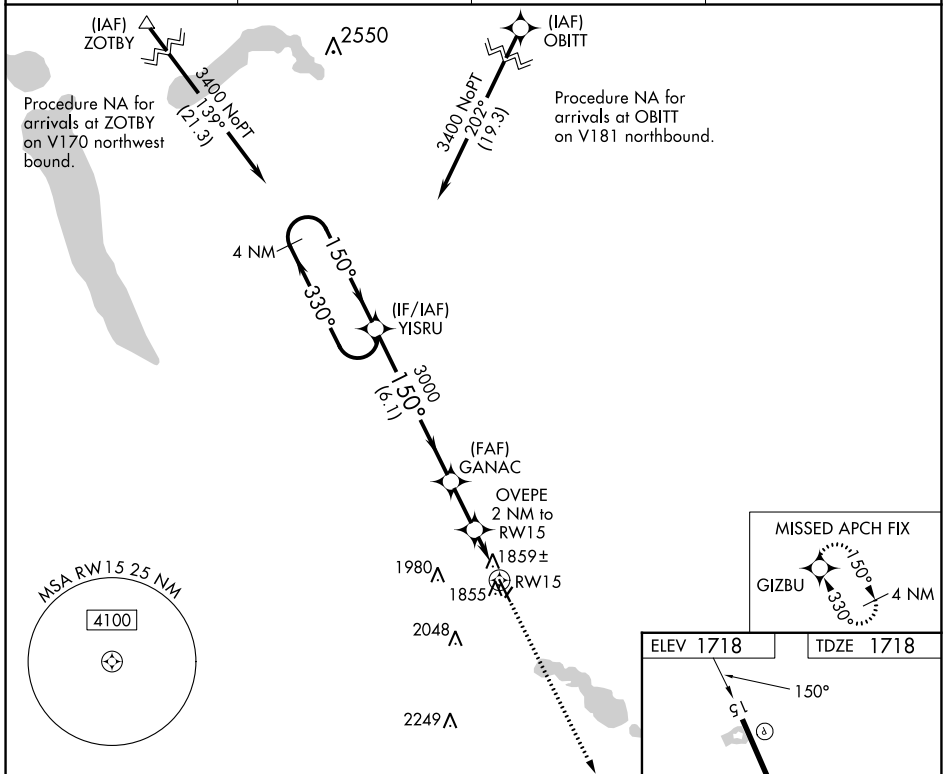 (IAF)
ZOTBY
2550
(IAF)
OBITT
Procedure NA for
arrivals at ZOTBY
on V170 northwest
bound.
3400 NoPT
139°
(21.3)
3400 NoPT
202°
(19.3)
Procedure NA for
arrivals at OBITT
on V181 northbound.
4 NM
150°
330°
(IF/IAF)
YISRU
3000
150°
(6.1)
(FAF)
GANAC
OVEPE
2 NM to
RW15
1859±
1980
RW15
1855
2048
2249
MSA RW15 25 NM
4100
MISSED APCH FIX
GIZBU
150°
330°
4 NM
ELEV 1718
TDZE 1718
150°
15
P